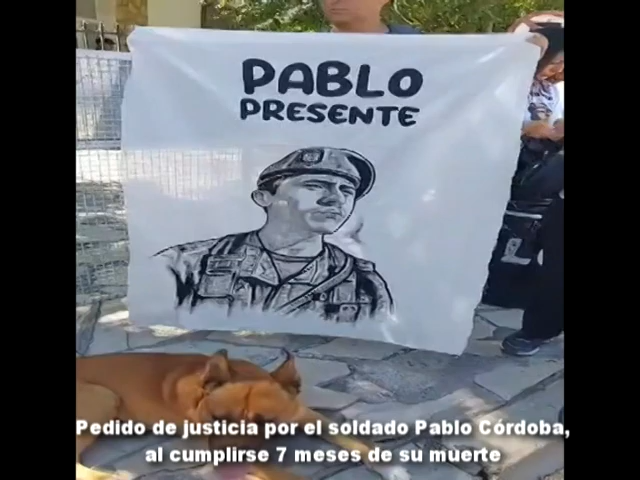 PABLO
PRESENTE
L
Pedido de justicia por el soldado Pablo Córdoba,
al cumplirse 7 meses de su muerte